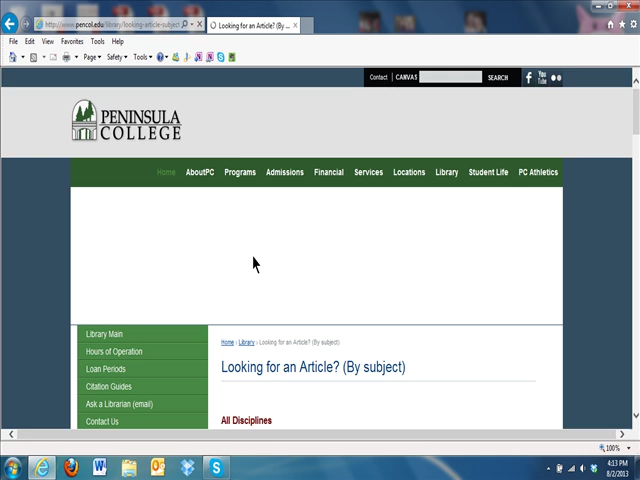 http://www.pencol.edu/library/looking-article-subject
Looking for an Article? (By ...
File Edit View Favorites Tools Help
Page Safety Tools
Contact CANVAS SEARCH
You Tube
PENINSULA
COLLEGE
Home AboutPC Programs Admissions Financial Services Locations Library Student Life PC Athletics
Library Main
Hours of Operation
Loan Periods
Citation Guides
Ask a Librarian (email)
Contact Us
Home › Library › Looking for an Article? (By subject)
Looking for an Article? (By subject)
All Disciplines
100%
4:13 PM
8/2/2013